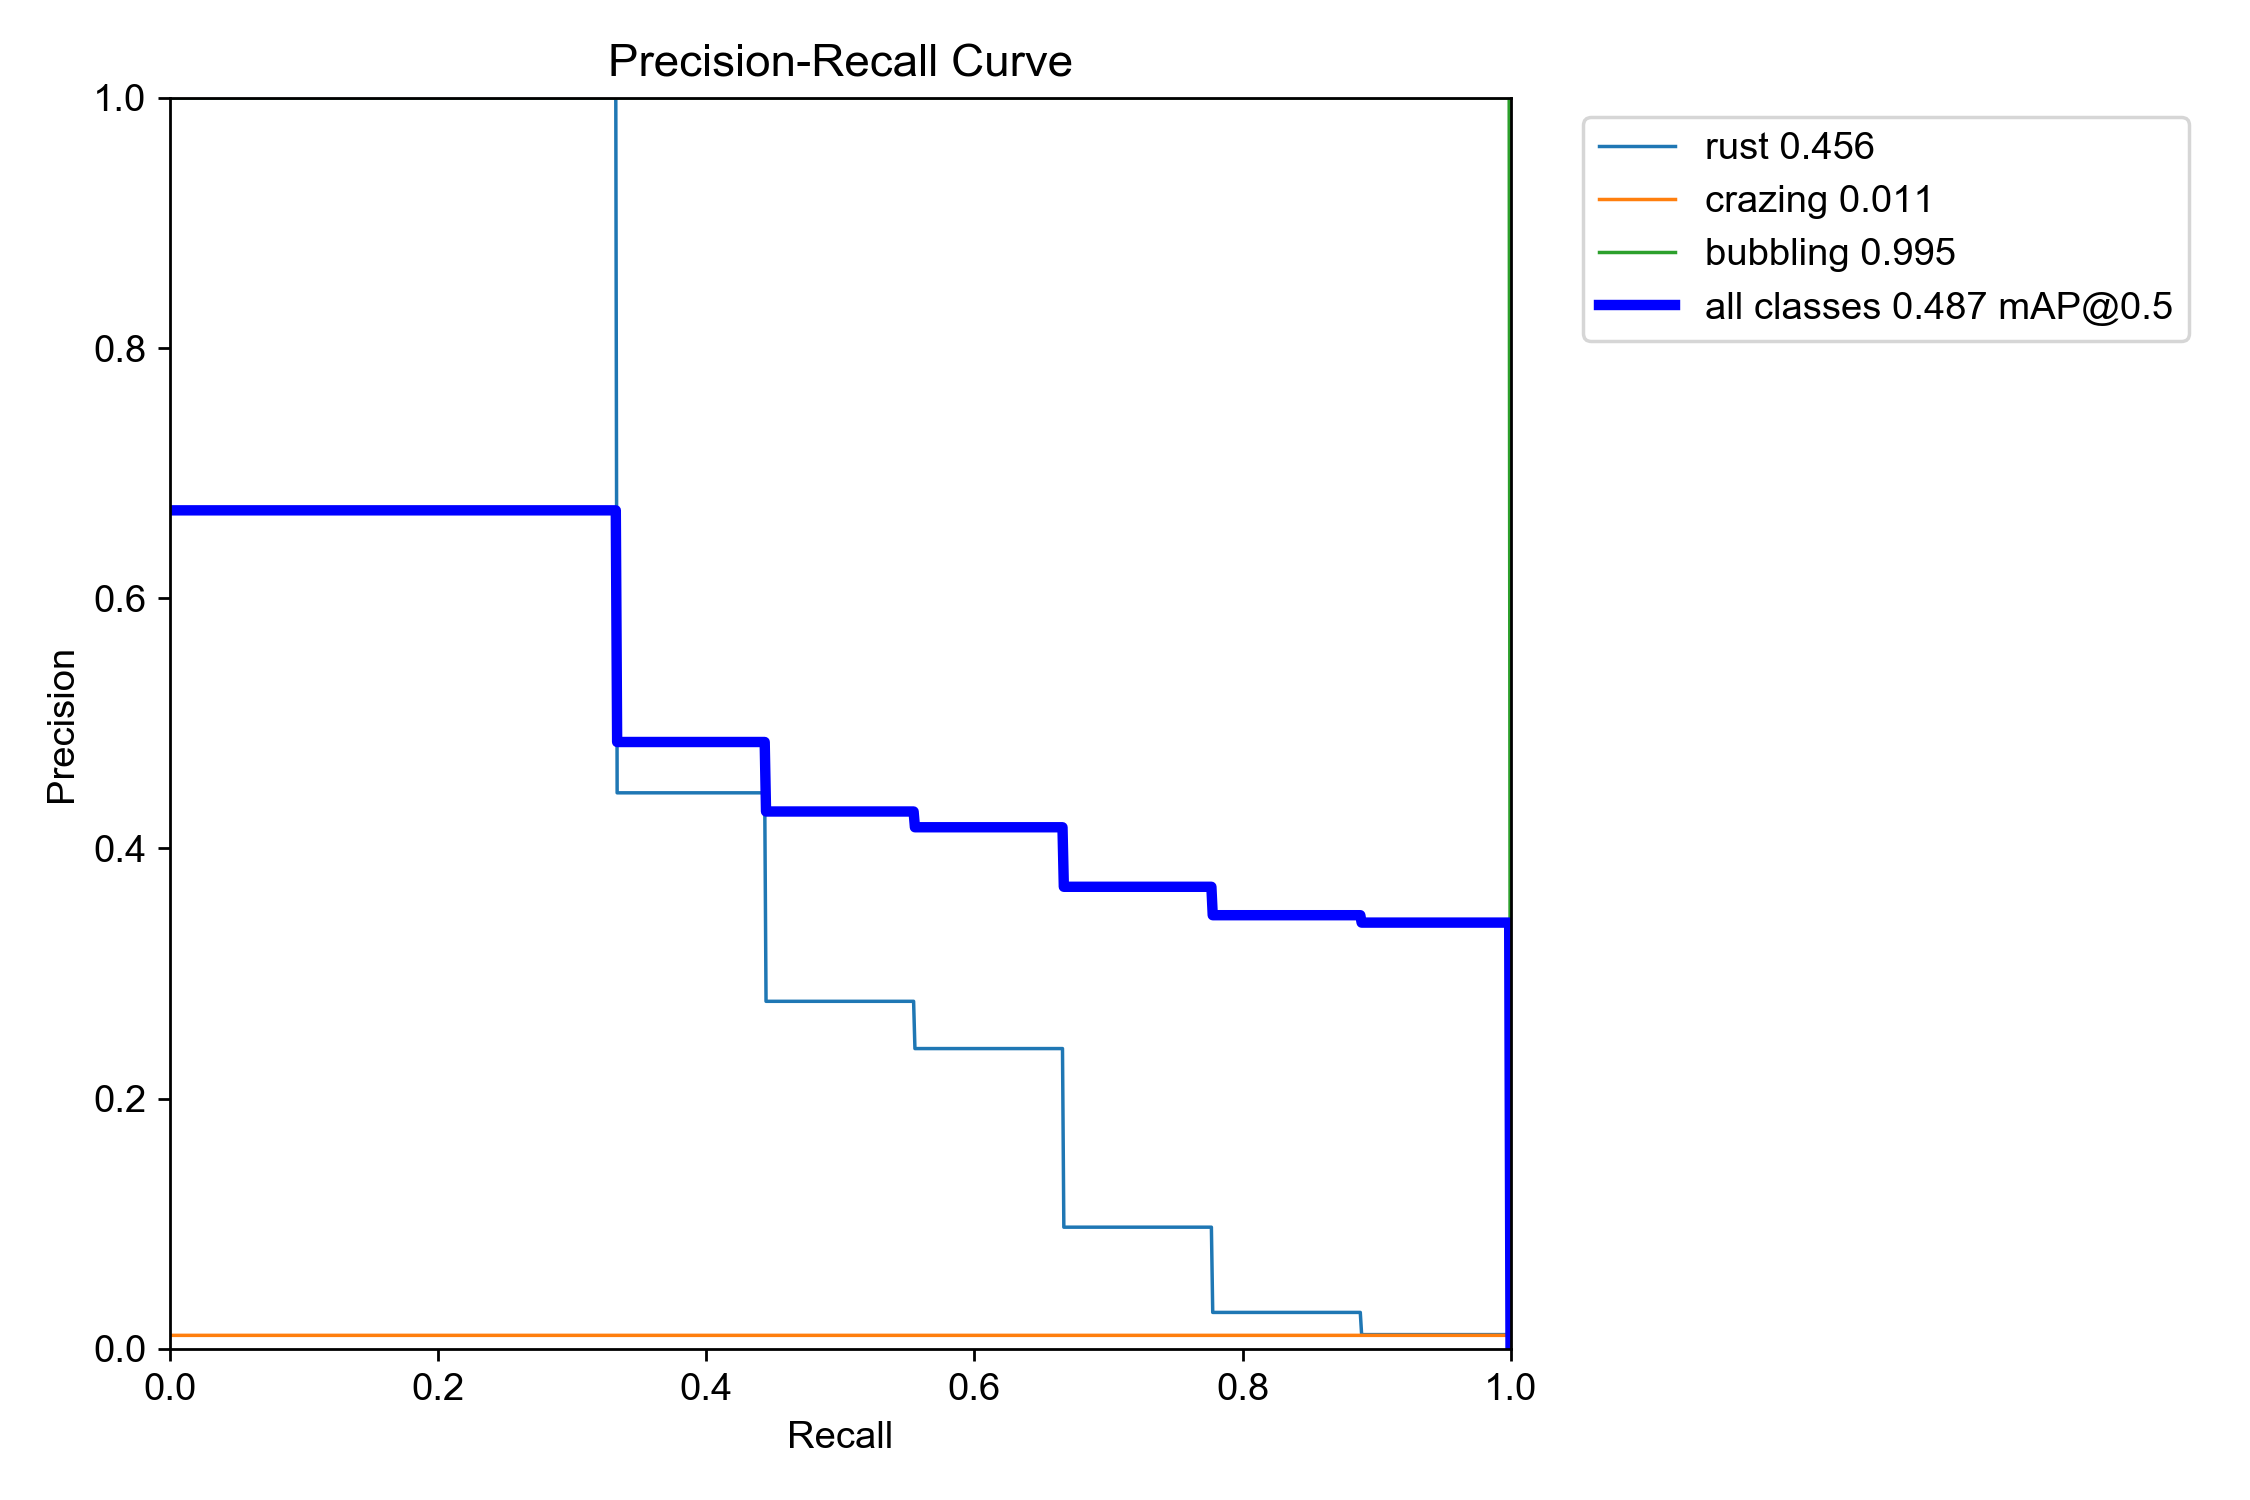 Precision-Recall Curve
1.0
0.8
0.6
0.4
0.2
0.0
Precision
0.0 0.2 0.4 0.6 0.8 1.0
Recall
rust 0.456
crazing 0.011
bubbling 0.995
all classes 0.487 mAP@0.5